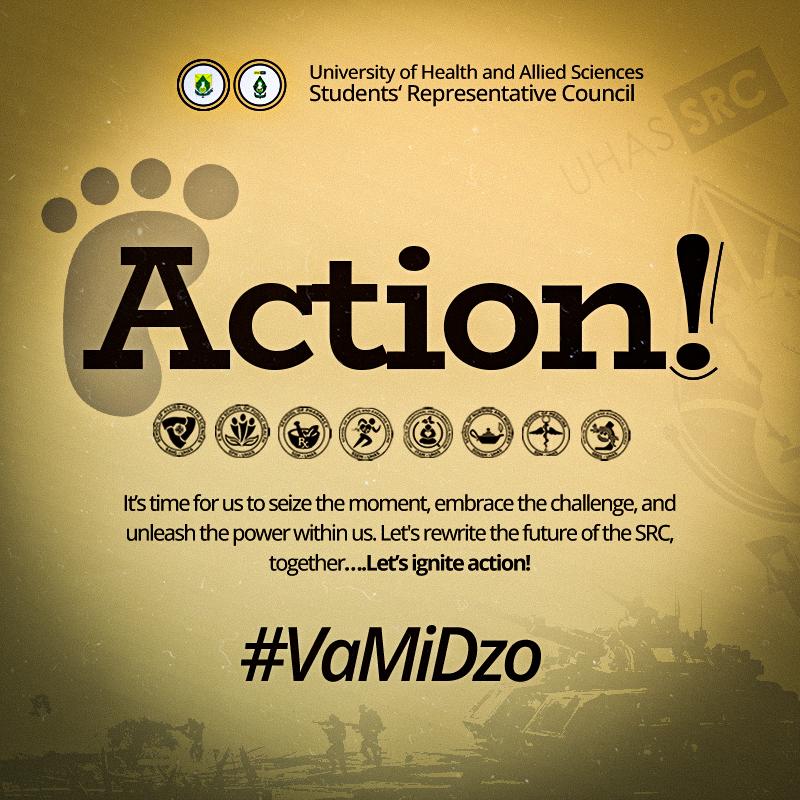 University of Health and Allied Sciences
Students‘ Representative Council
UHAS SRC
Action!
It's time for us to seize the moment, embrace the challenge, and
unleash the power within us. Let's rewrite the future of the SRC,
together....Let's ignite action!
#VaMiDzo